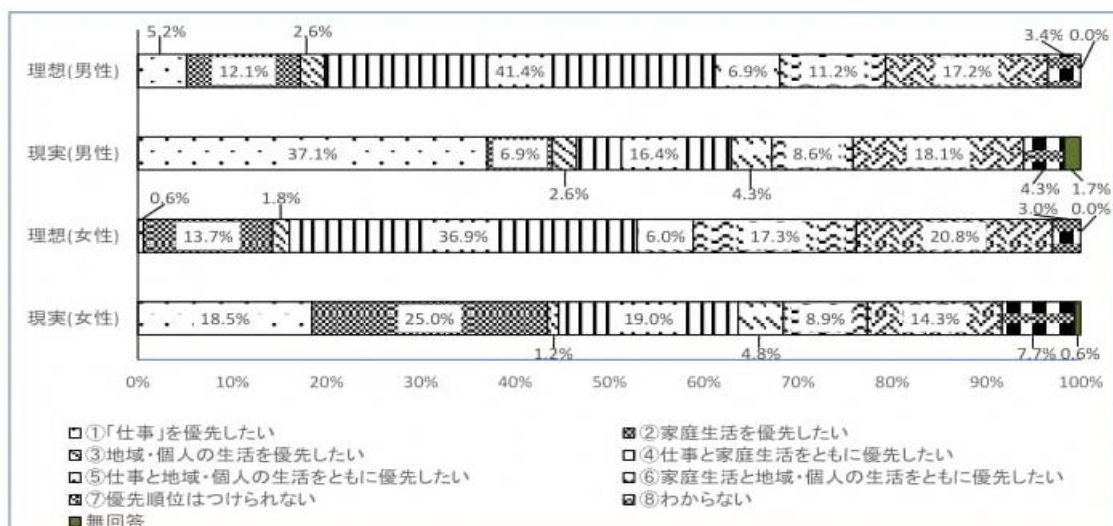 5.2% 2.6% 3.4% 0.0%
理想(男性) 12.1% 41.4% 6.9% 11.2% 17.2%
現実(男性) 37.1% 6.9% 16.4% 8.6% 18.1%
2.6% 4.3% 4.3% 1.7%
0.6% 1.8% 3.0% 0.0%
理想(女性) 13.7% 36.9% 6.0% 17.3% 20.8%
現実(女性) 18.5% 25.0% 19.0% 8.9% 14.3%
1.2% 4.8% 7.7% 0.6%
0% 10% 20% 30% 40% 50% 60% 70% 80% 90% 100%
①「仕事」を優先したい ②家庭生活を優先したい
③地域・個人の生活を優先したい ④仕事と家庭生活をともに優先したい
⑤仕事と地域・個人の生活をともに優先したい ⑥家庭生活と地域・個人の生活をともに優先したい
⑦優先順位はつけられない ⑧わからない
無回答